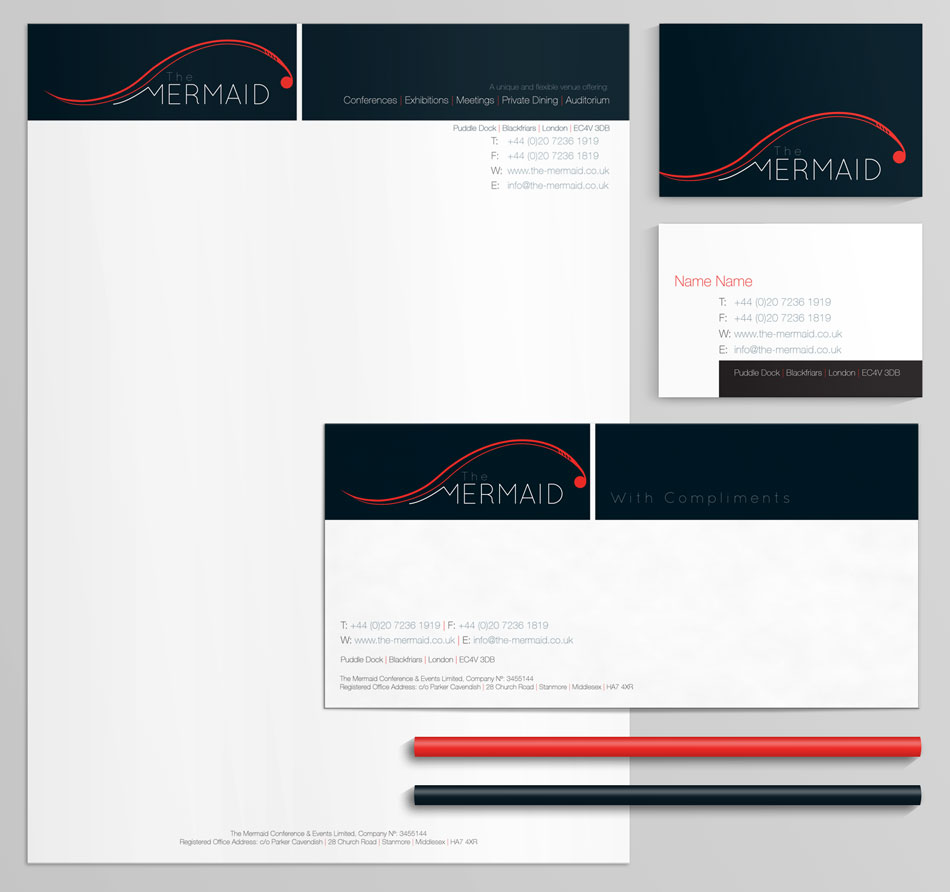 The
MERMAID
A unique and flexible venue offering:
Conferences | Exhibitions | Meetings | Private Dining | Auditorium
Puddle Dock | Blackfriars | London | EC4V 3DB
T: +44 (0)20 7236 1919
F: +44 (0)20 7236 1819
W: www.the-mermaid.co.uk
E: info@the-mermaid.co.uk
The Mermaid Conference & Events Limited, Company Nº: 3455144
Registered Office Address: c/o Parker Cavendish | 28 Church Road | Stanmore | Middlesex | HA7 4XR
The
MERMAID
Name Name
T: +44 (0)20 7236 1919
F: +44 (0)20 7236 1819
W: www.the-mermaid.co.uk
E: info@the-mermaid.co.uk
Puddle Dock | Blackfriars | London | EC4V 3DB
The
MERMAID
With Compliments
T: +44 (0)20 7236 1919 | F: +44 (0)20 7236 1819
W: www.the-mermaid.co.uk | E: info@the-mermaid.co.uk
Puddle Dock | Blackfriars | London | EC4V 3DB
The Mermaid Conference & Events Limited, Company Nº: 3455144
Registered Office Address: c/o Parker Cavendish | 28 Church Road | Stanmore | Middlesex | HA7 4XR